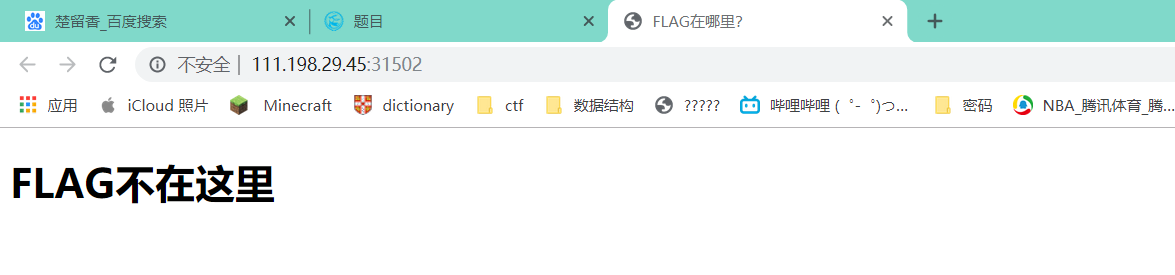 楚留香_百度搜索 题目 FLAG在哪里?
不安全 | 111.198.29.45:31502
应用 iCloud 照片 Minecraft dictionary ctf 数据结构 ????? 哔哩哔哩 ( ゜- ゜)つ... 密码 NBA_腾讯体育_腾...
FLAG不在这里